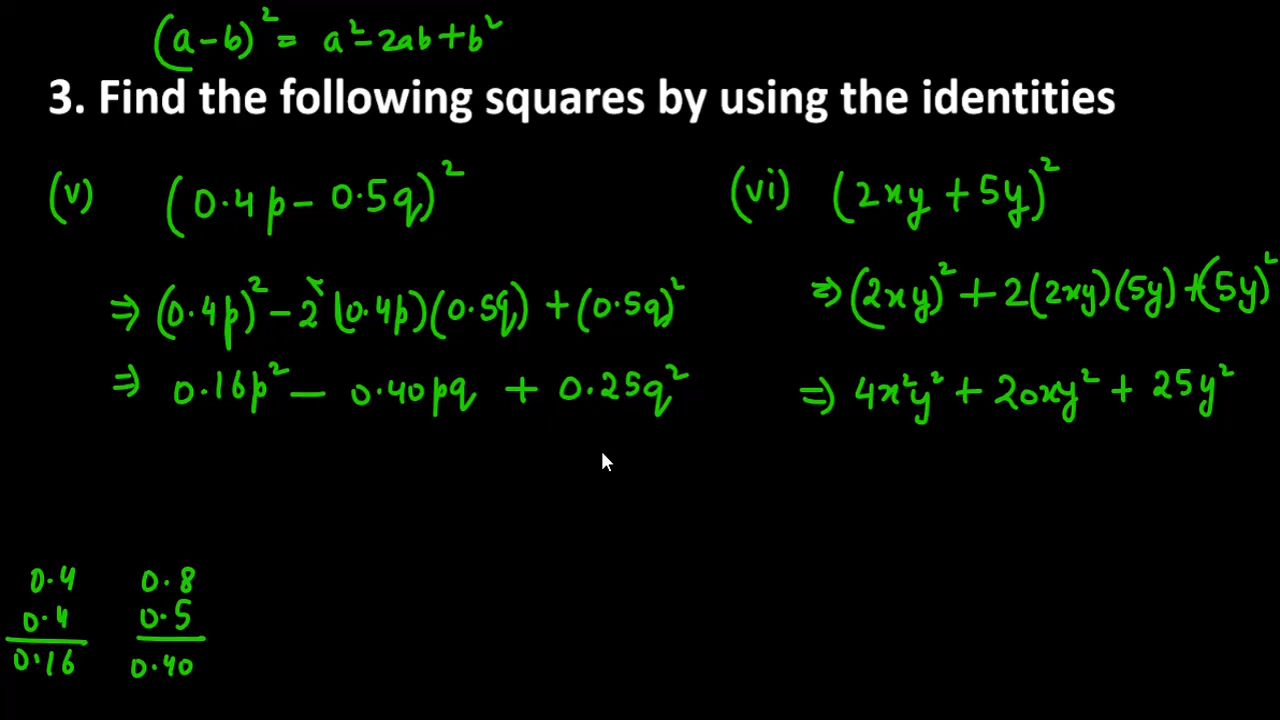 (a-b)² = a²-2ab+b²
3. Find the following squares by using the identities
(v) (0.4p - 0.5q)²
⇒ (0.4p)² - 2 (0.4p)(0.5q) + (0.5q)²
⇒ 0.16p² - 0.40pq + 0.25q²
(vi) (2xy + 5y)²
⇒ (2xy)² + 2(2xy)(5y) + (5y)²
⇒ 4x²y² + 20xy² + 25y²
0.4
0.4
0.16
0.8
0.5
0.40